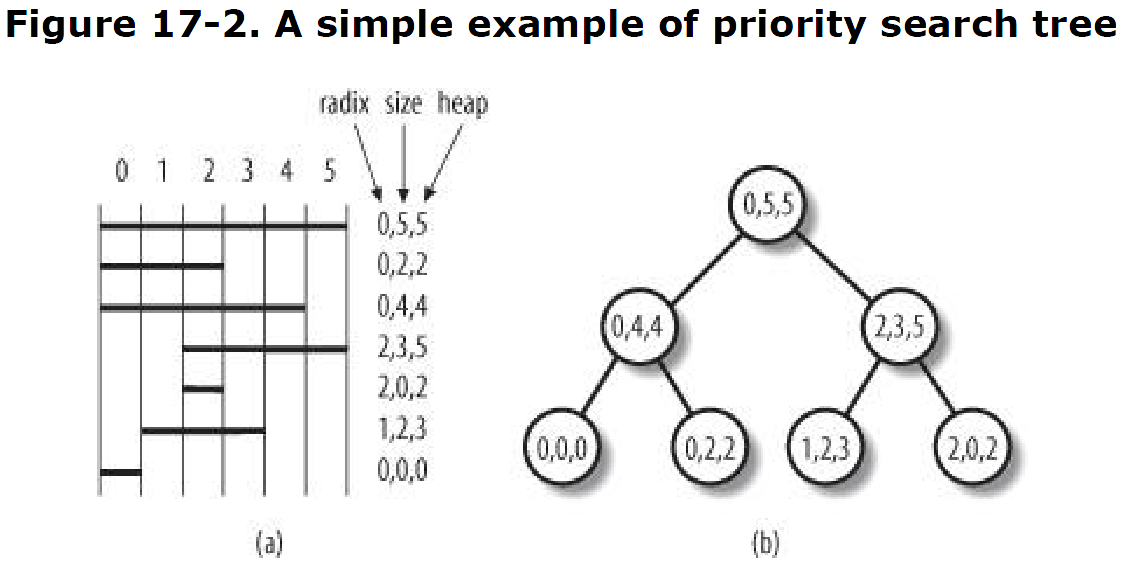 Figure 17-2. A simple example of priority search tree
radix size heap
0 1 2 3 4 5
0,5,5
0,2,2
0,4,4
2,3,5
2,0,2
1,2,3
0,0,0
(a)
0,5,5
0,4,4 2,3,5
0,0,0 0,2,2 1,2,3 2,0,2
(b)